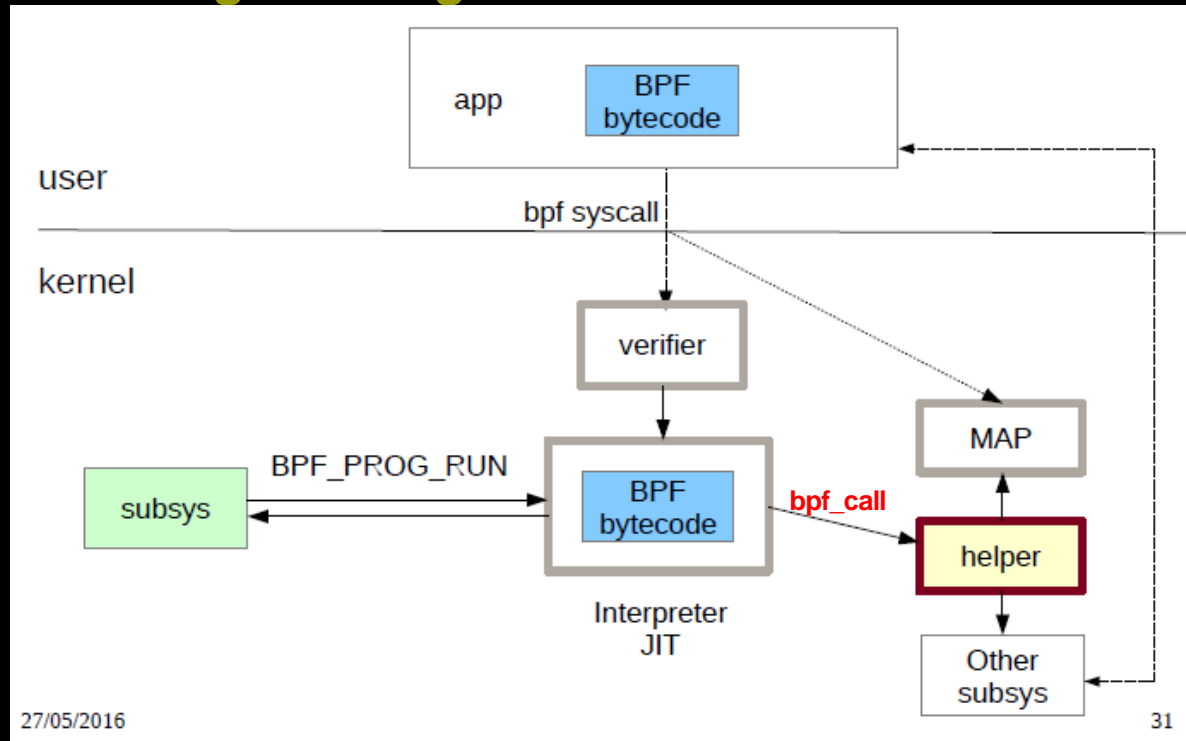 app
BPF
bytecode
user
bpf syscall
kernel
verifier
MAP
BPF_PROG_RUN
subsys
BPF
bytecode
bpf_call
helper
Interpreter
JIT
Other
subsys
27/05/2016
31